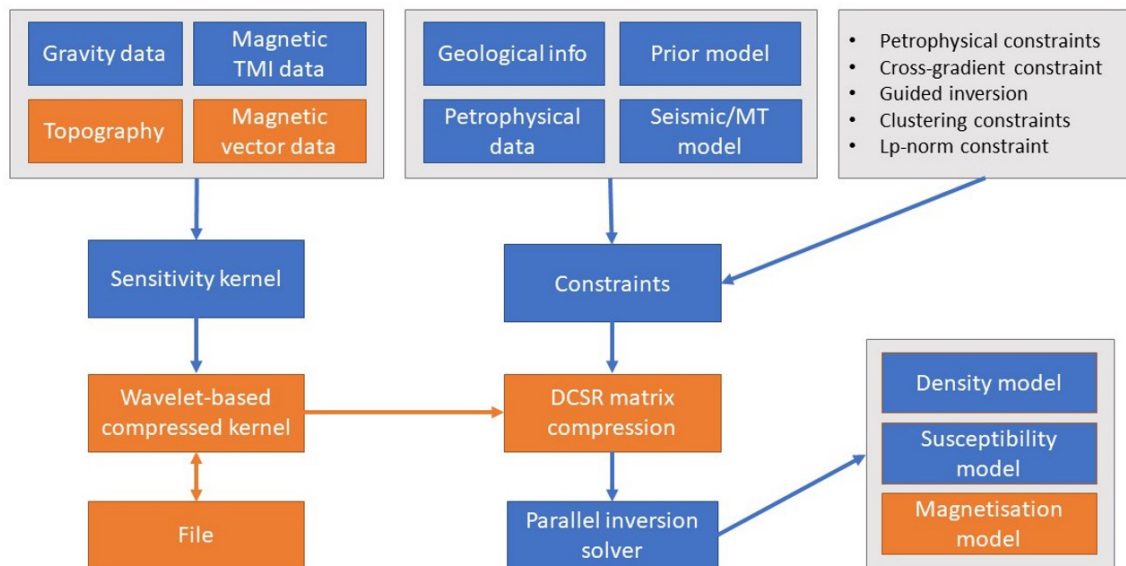 Gravity data
Magnetic
TMI data
Topography
Magnetic
vector data
Geological info
Prior model
Petrophysical
data
Seismic/MT
model
• Petrophysical constraints
• Cross-gradient constraint
• Guided inversion
• Clustering constraints
• Lp-norm constraint
Sensitivity kernel
Constraints
Wavelet-based
compressed kernel
DCSR matrix
compression
File
Parallel inversion
solver
Density model
Susceptibility
model
Magnetisation
model